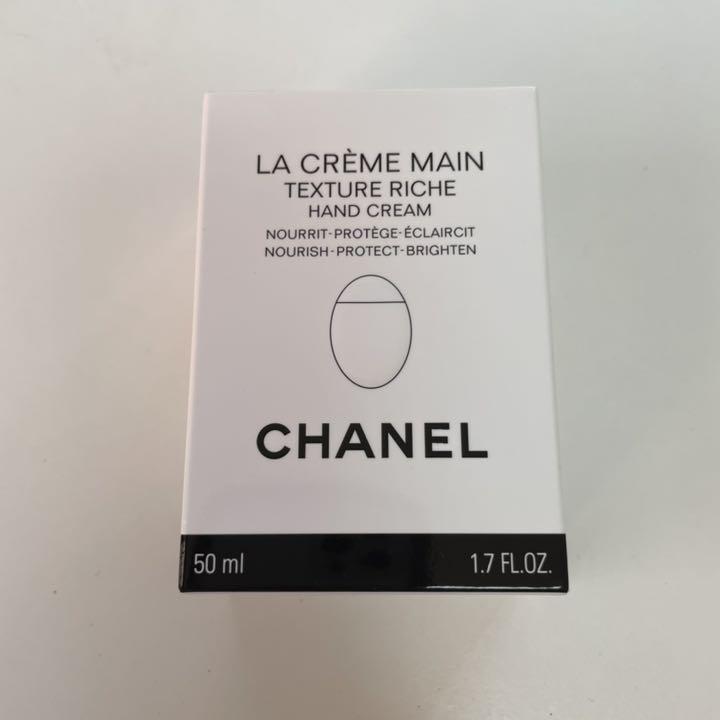 LA CRÈME MAIN
TEXTURE RICHE
HAND CREAM
NOURRIT-PROTÈGE-ÉCLAIRCIT
NOURISH-PROTECT-BRIGHTEN
CHANEL
50 ml 1.7 FL.OZ.